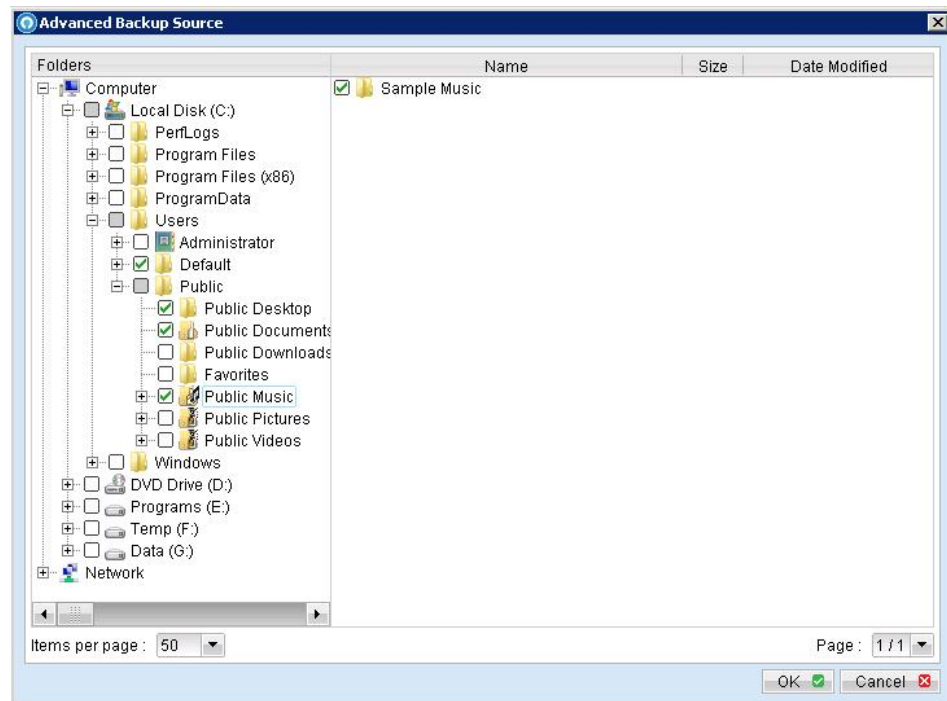 Advanced Backup Source
Folders
Name
Size
Date Modified
Computer
Local Disk (C:)
PerfLogs
Program Files
Program Files (x86)
ProgramData
Users
Administrator
Default
Public
Public Desktop
Public Documents
Public Downloads
Favorites
Public Music
Public Pictures
Public Videos
Windows
DVD Drive (D:)
Programs (E:)
Temp (F:)
Data (G:)
Network
Sample Music
Items per page : 50
Page : 1 / 1
OK
Cancel